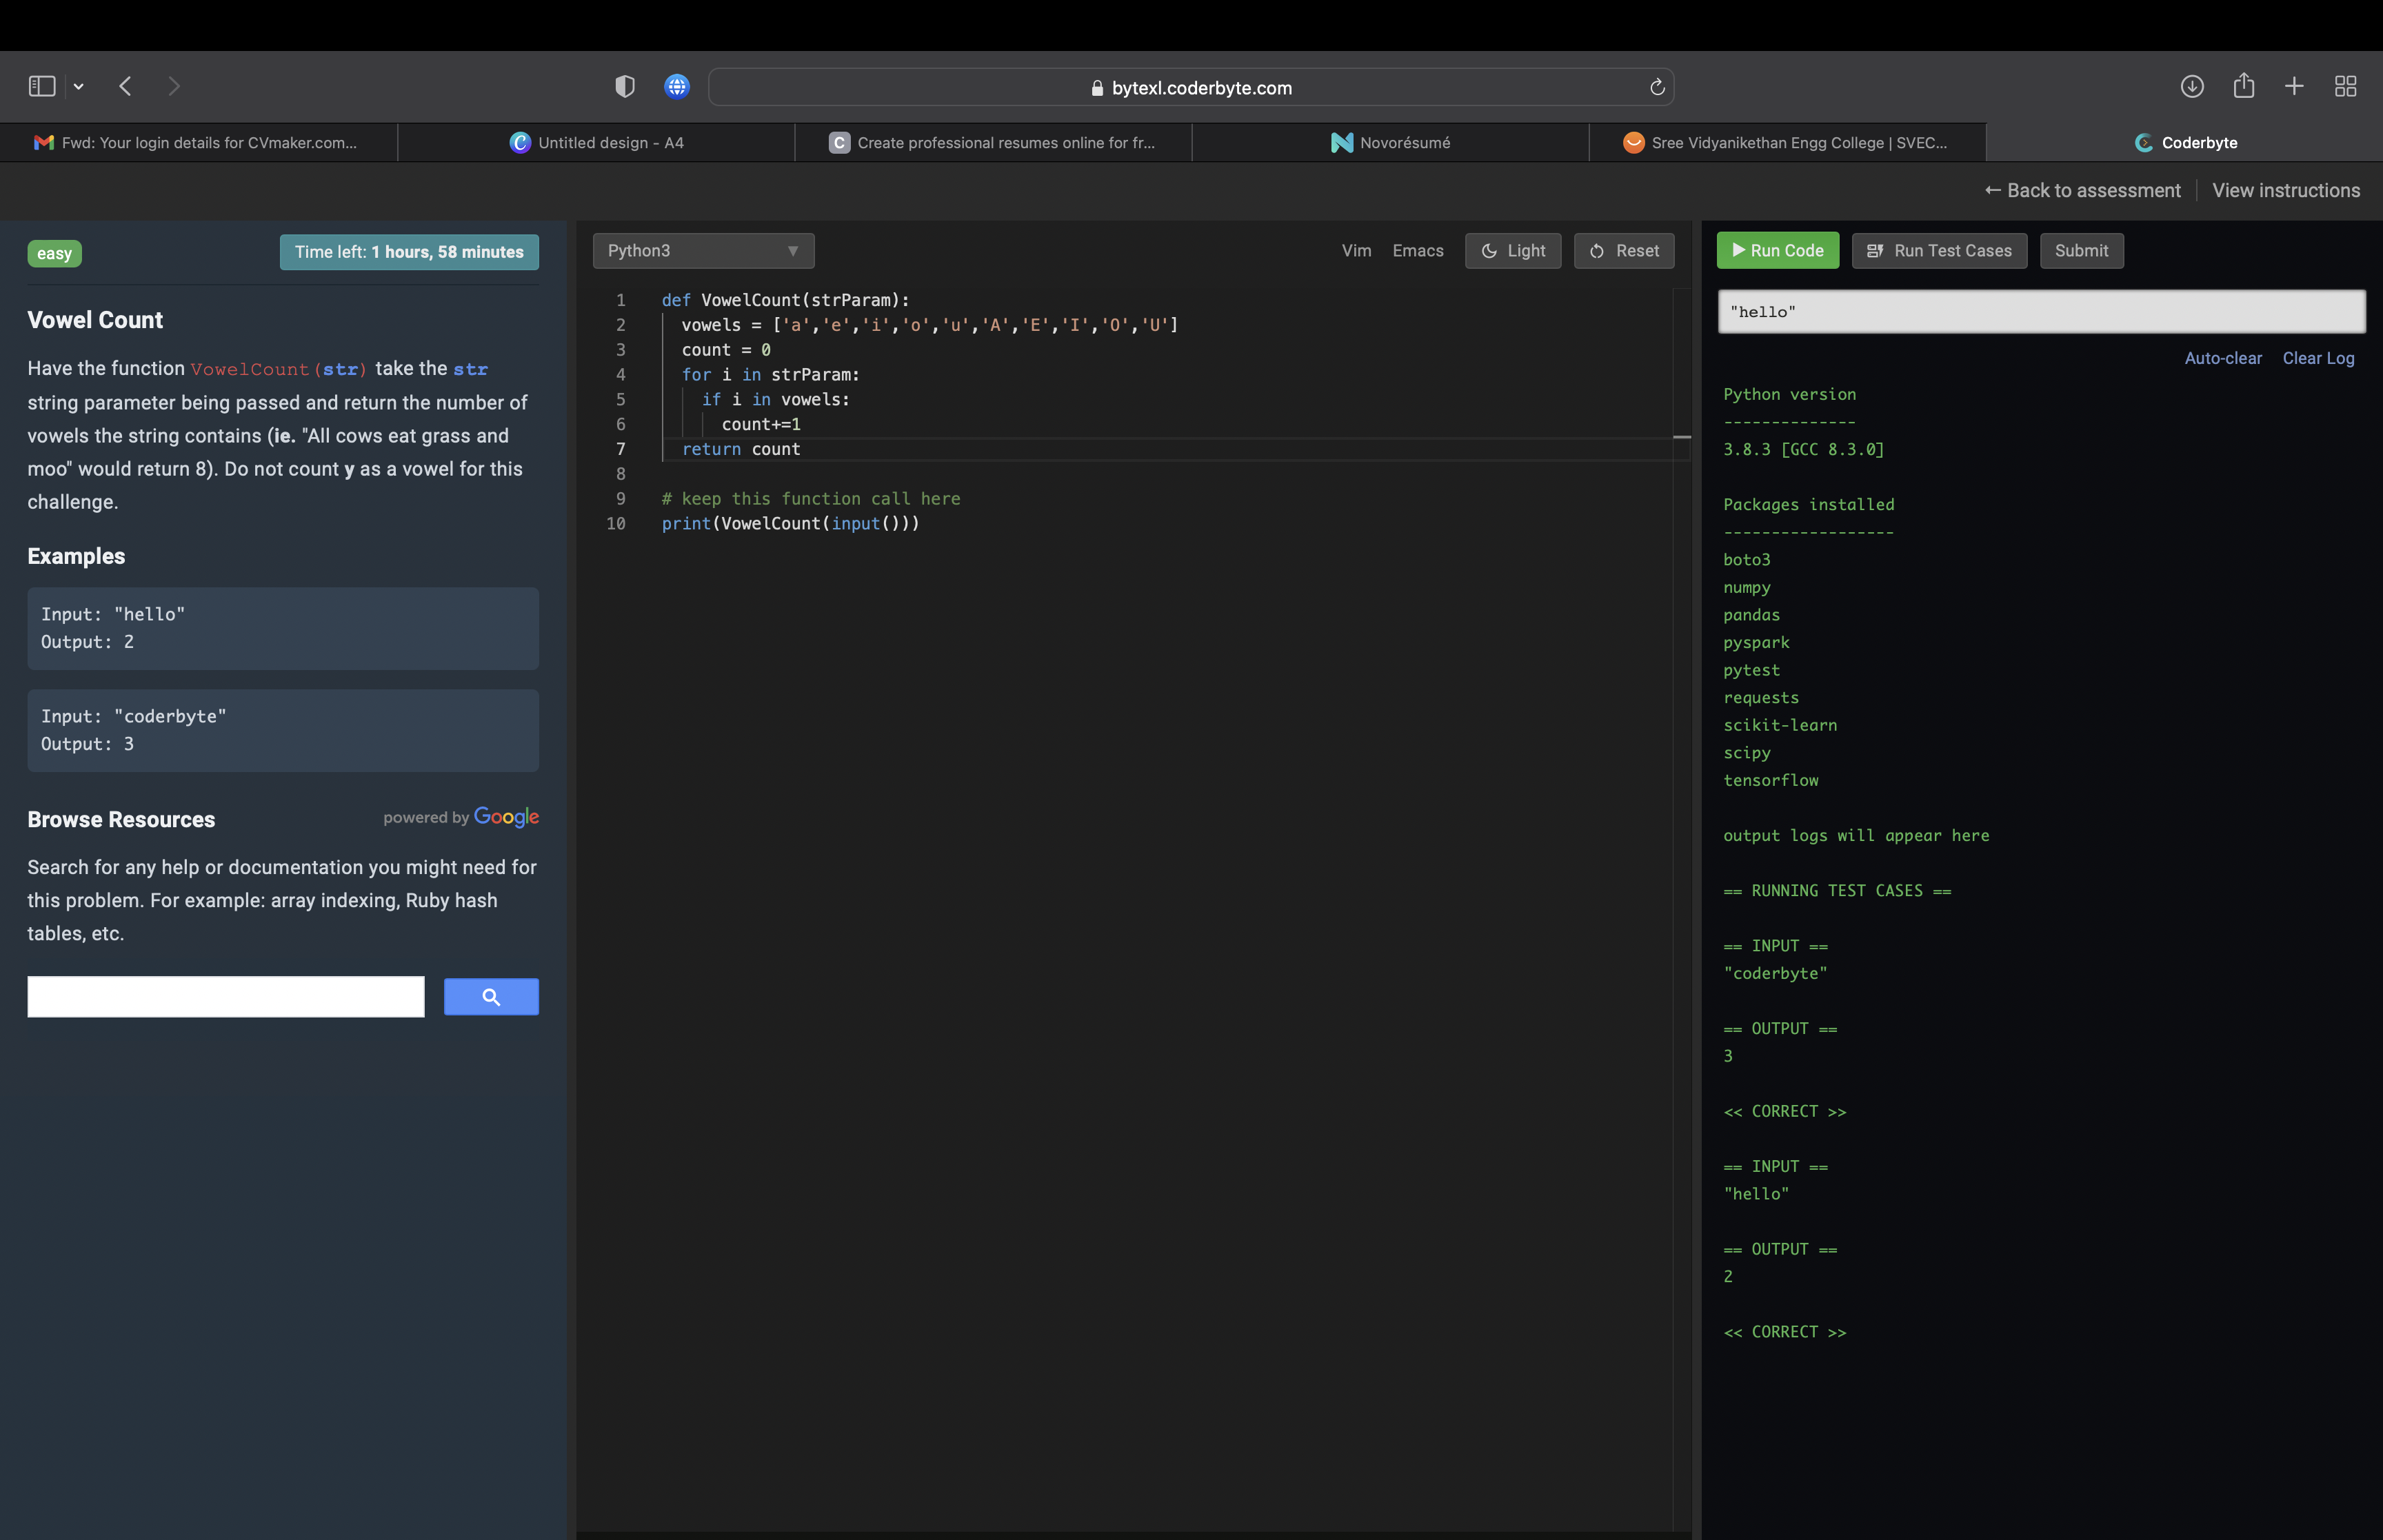 bytexl.coderbyte.com
Fwd: Your login details for CVmaker.com...
Untitled design - A4
C Create professional resumes online for fr...
Novorésumé
Sree Vidyanikethan Engg College | SVEC...
Coderbyte
← Back to assessment
View instructions
easy
Time left: 1 hours, 58 minutes
Vowel Count
Have the function VowelCount(str) take the str
string parameter being passed and return the number of
vowels the string contains (ie. "All cows eat grass and
moo" would return 8). Do not count y as a vowel for this
challenge.
Examples
Input: "hello"
Output: 2
Input: "coderbyte"
Output: 3
Browse Resources
powered by Google
Search for any help or documentation you might need for
this problem. For example: array indexing, Ruby hash
tables, etc.
Python3
Vim
Emacs
Light
Reset
1 def VowelCount(strParam):
2 vowels = ['a','e','i','o','u','A','E','I','O','U']
3 count = 0
4 for i in strParam:
5 if i in vowels:
6 count+=1
7 return count
8
9 # keep this function call here
10 print(VowelCount(input()))
Run Code
Run Test Cases
Submit
"hello"
Auto-clear
Clear Log
Python version
--------------
3.8.3 [GCC 8.3.0]
Packages installed
------------------
boto3
numpy
pandas
pyspark
pytest
requests
scikit-learn
scipy
tensorflow
output logs will appear here
== RUNNING TEST CASES ==
== INPUT ==
"coderbyte"
== OUTPUT ==
3
<< CORRECT >>
== INPUT ==
"hello"
== OUTPUT ==
2
<< CORRECT >>